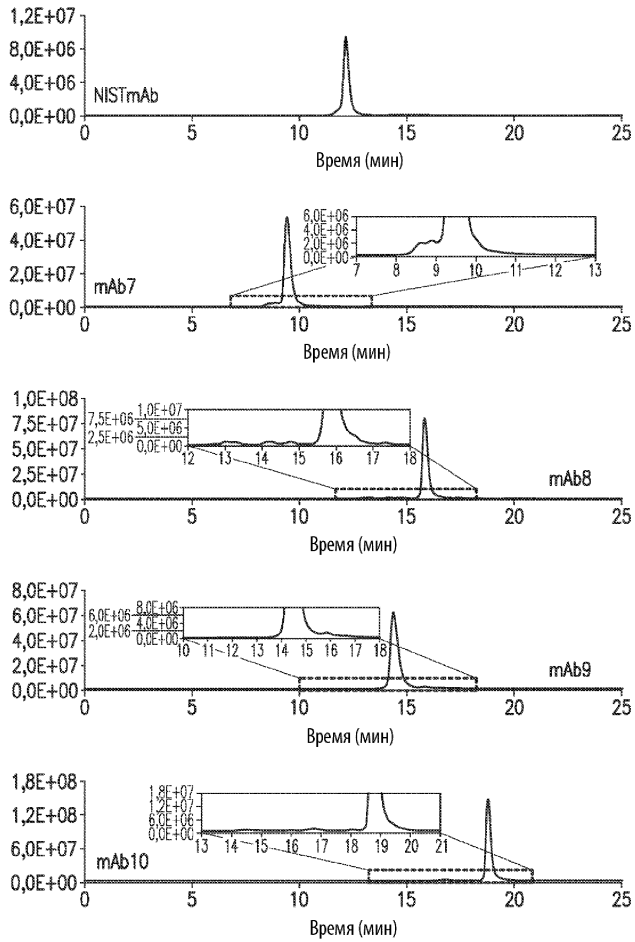 1,2E+07
8,0E+06
4,0E+06
0,0E+00
NISTmAb
0 5 10 15 20 25
Время (мин)
6,0E+07
4,0E+07
2,0E+07
0,0E+00
mAb7
6,0E+06
4,0E+06
2,0E+06
0,0E+00
7 8 9 10 11 12 13
0 5 10 15 20 25
Время (мин)
1,0E+08
7,5E+07
5,0E+07
2,5E+07
0,0E+00
1,0E+07
7,5E+06
5,0E+06
2,5E+06
0,0E+00
12 13 14 15 16 17 18
mAb8
0 5 10 15 20 25
Время (мин)
8,0E+07
6,0E+07
4,0E+07
2,0E+07
0,0E+00
8,0E+06
6,0E+06
4,0E+06
2,0E+06
0,0E+00
10 11 12 13 14 15 16 17 18
mAb9
0 5 10 15 20 25
Время (мин)
1,8E+08
1,2E+08
6,0E+07
0,0E+00
mAb10
1,8E+07
1,2E+07
6,0E+06
0,0E+00
13 14 15 16 17 18 19 20 21
0 5 10 15 20 25
Время (мин)